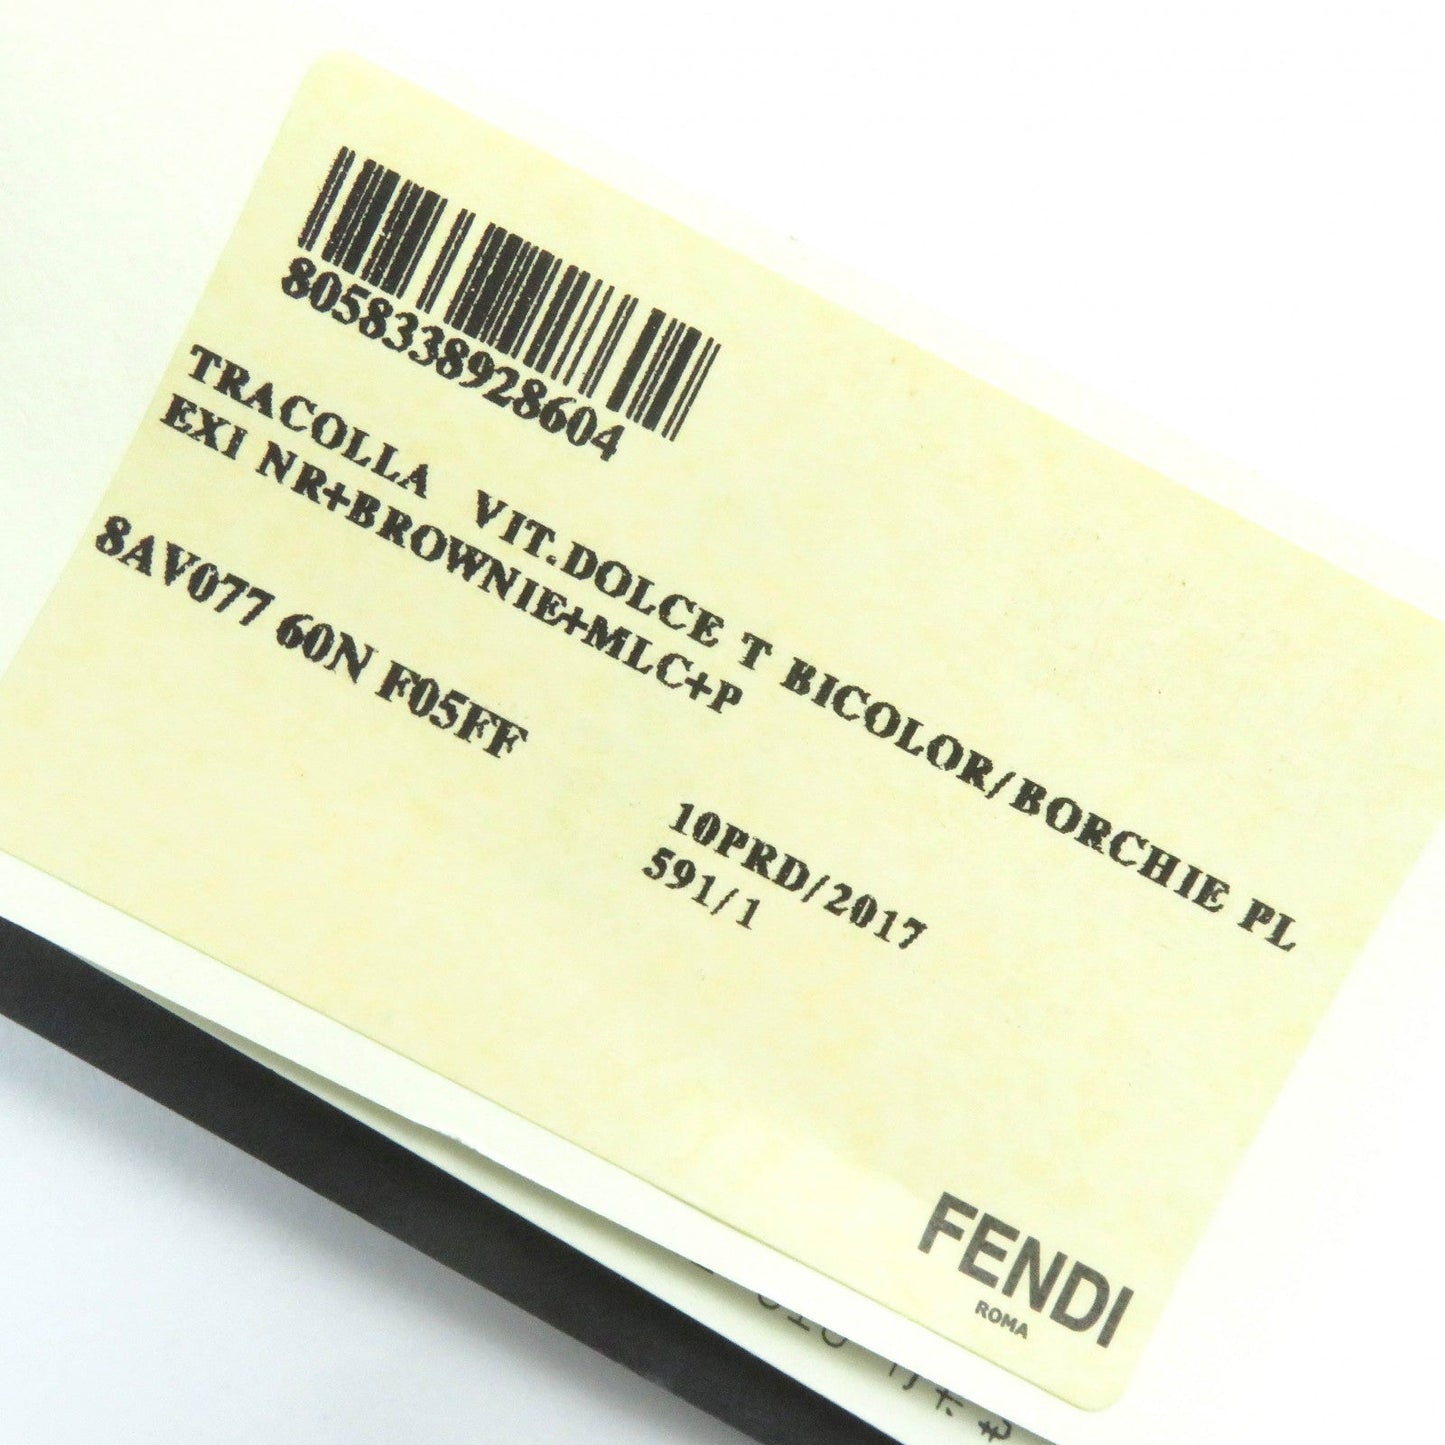 8058338928604
TRACOLLA VIT.DOLCE T BICOLOR/BORCHIE PL
EXI NR+BROWNIE+MLC+P
8AV077 60N F05FF
10PRD/2017
591/1
FENDI
ROMA